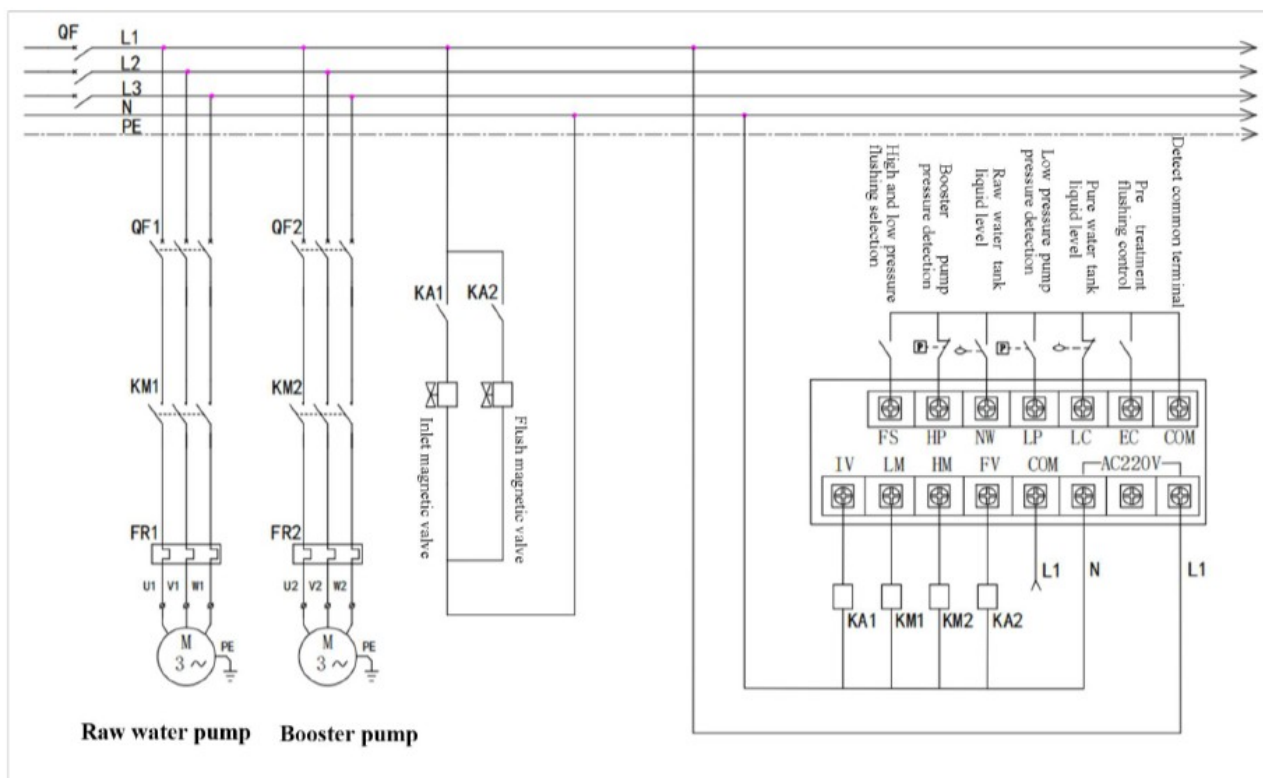 QF
L1
L2
L3
N
PE
High and low pressure
flushing selection
Booster pump
pressure detection
Raw water tank
liquid level
Low pressure pump
pressure detection
Pure water tank
liquid level
Pre treatment
flushing control
Detect common terminal
QF1
QF2
KA1
KA2
P
P
KM1
KM2
Inlet magnetic valve
Flush magnetic valve
FS HP NW LP LC EC COM
IV LM HM FV COM AC220V
FR1
FR2
U1 V1 W1
U2 V2 W2
L1
N
L1
KA1
KM1
KM2
KA2
M
3~
PE
M
3~
PE
Raw water pump
Booster pump